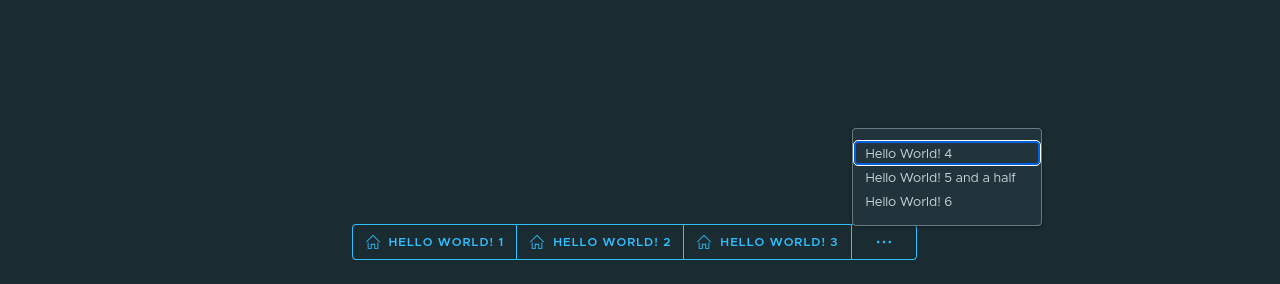 Hello World! 4
Hello World! 5 and a half
Hello World! 6
HELLO WORLD! 1 HELLO WORLD! 2 HELLO WORLD! 3 ...